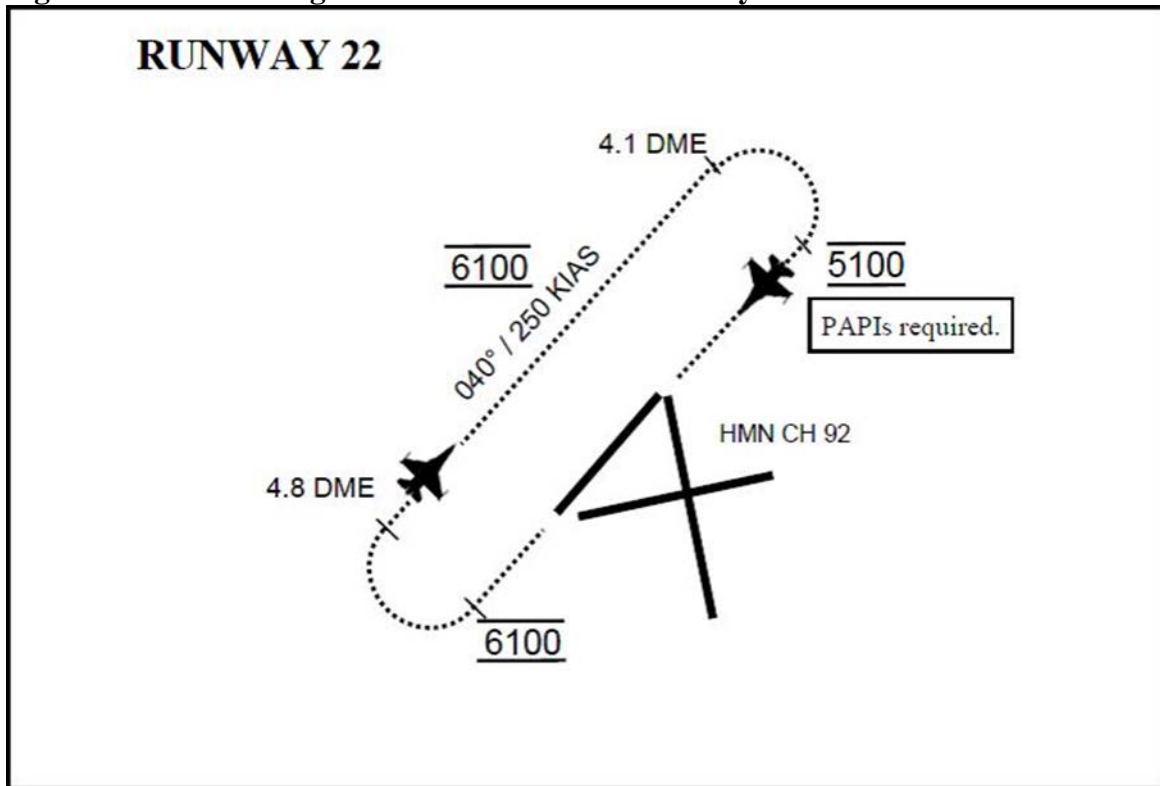 RUNWAY 22
4.1 DME
6100
040° / 250 KIAS
5100
PAPIs required.
HMN CH 92
4.8 DME
6100